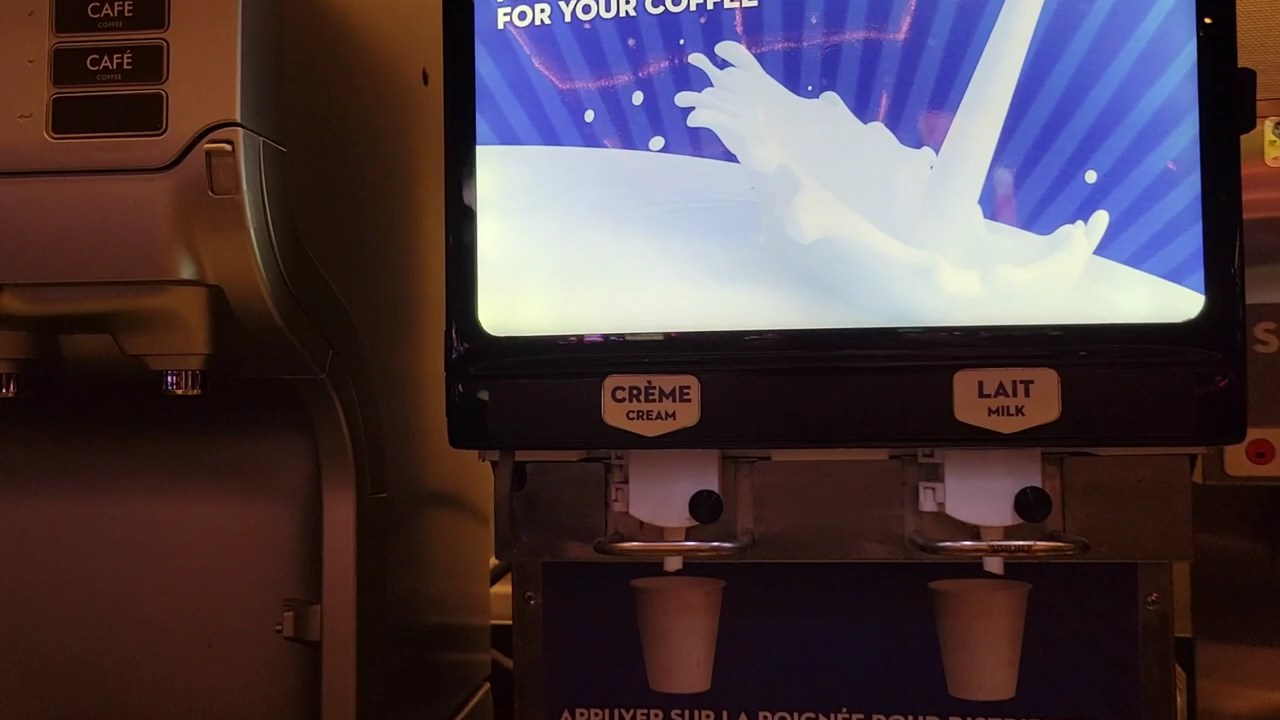 CAFÉ
COFFEE
CAFÉ
COFFEE
FOR YOUR COFFEE
CRÈME
CREAM
LAIT
MILK
APPUYER SUR LA POIGNÉE POUR